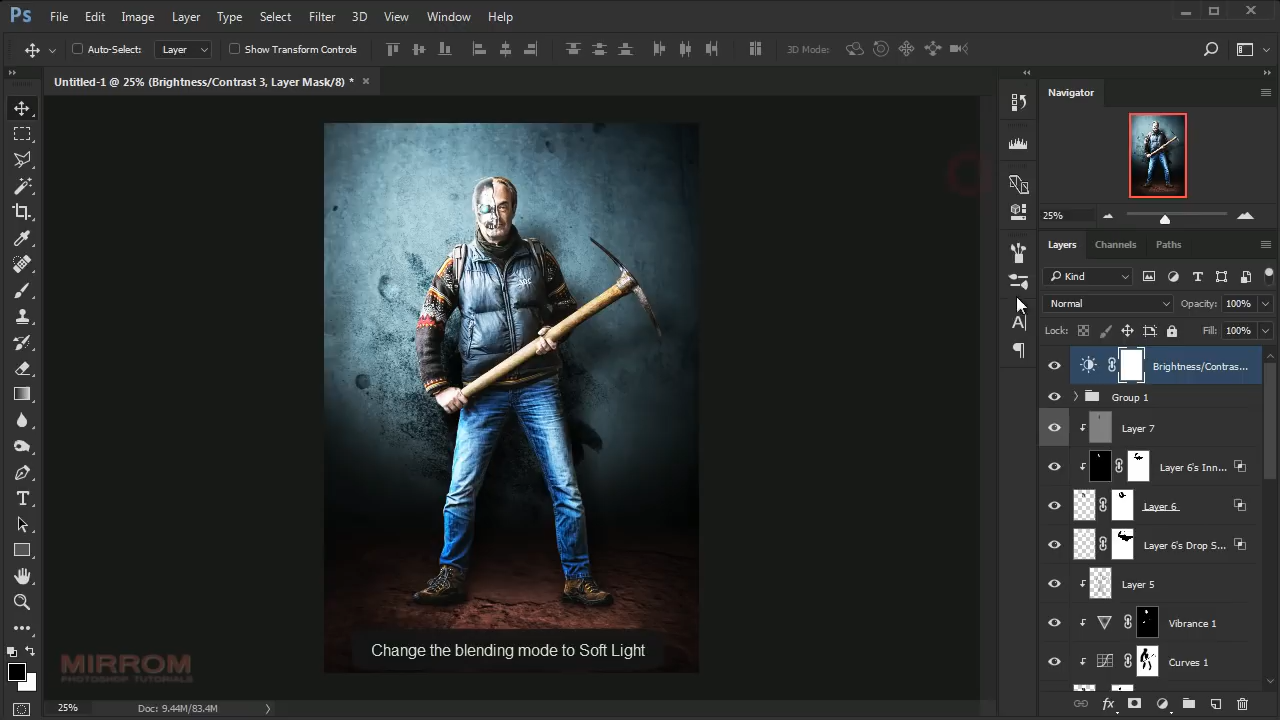 Ps File Edit Image Layer Type Select Filter 3D View Window Help
Auto-Select: Layer Show Transform Controls 3D Mode:
Untitled-1 @ 25% (Brightness/Contrast 3, Layer Mask/8) * ×
Navigator
25%
Layers Channels Paths
Kind
Normal Opacity: 100%
Lock: Fill: 100%
Brightness/Contras...
Group 1
Layer 7
Layer 6's Inn...
Layer 6
Layer 6's Drop S...
Layer 5
Vibrance 1
Curves 1
Change the blending mode to Soft Light
MIRROM
PHOTOSHOP TUTORIALS
25% Doc: 9.44M/83.4M